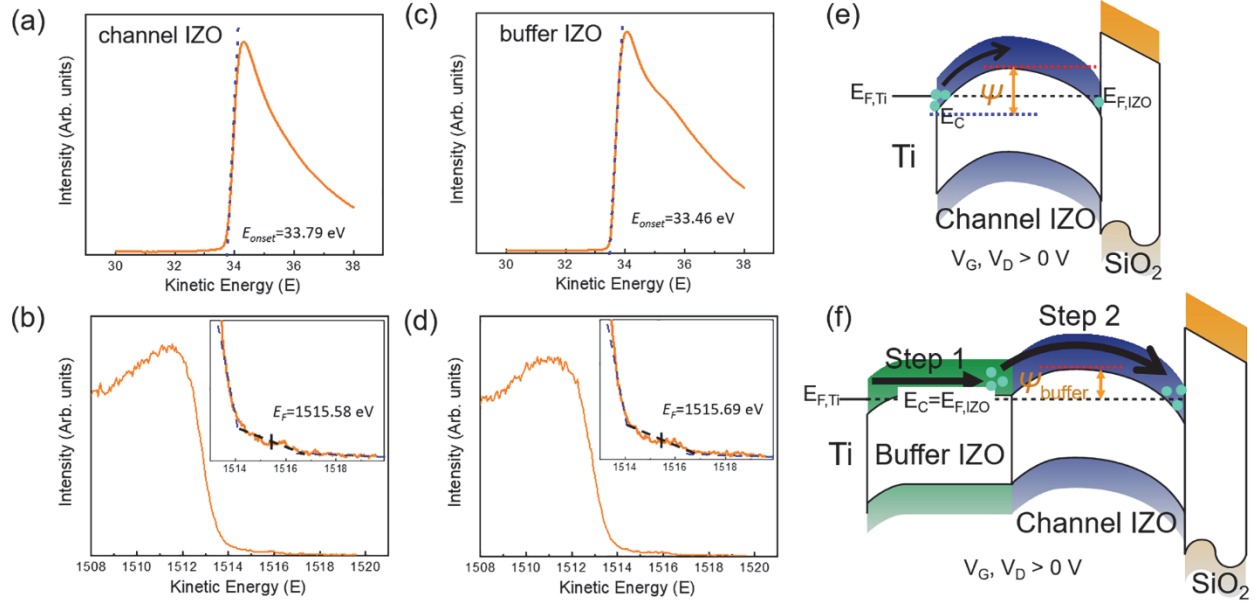 (a)
channel IZO
Intensity (Arb. units)
E_onset=33.79 eV
30 32 34 36 38
Kinetic Energy (E)
(b)
Intensity (Arb. units)
E_F=1515.58 eV
1514 1516 1518
1508 1510 1512 1514 1516 1518 1520
Kinetic Energy (E)
(c)
buffer IZO
Intensity (Arb. units)
E_onset=33.46 eV
30 32 34 36 38
Kinetic Energy (E)
(d)
Intensity (Arb. units)
E_F=1515.69 eV
1514 1516 1518
1508 1510 1512 1514 1516 1518 1520
Kinetic Energy (E)
(e)
E_F,Ti
ψ
E_F,IZO
E_C
Ti
Channel IZO
V_G, V_D > 0 V
SiO₂
(f)
Step 2
Step 1
ψ_buffer
E_F,Ti
E_C=E_F,IZO
Ti
Buffer IZO
Channel IZO
V_G, V_D > 0 V
SiO₂